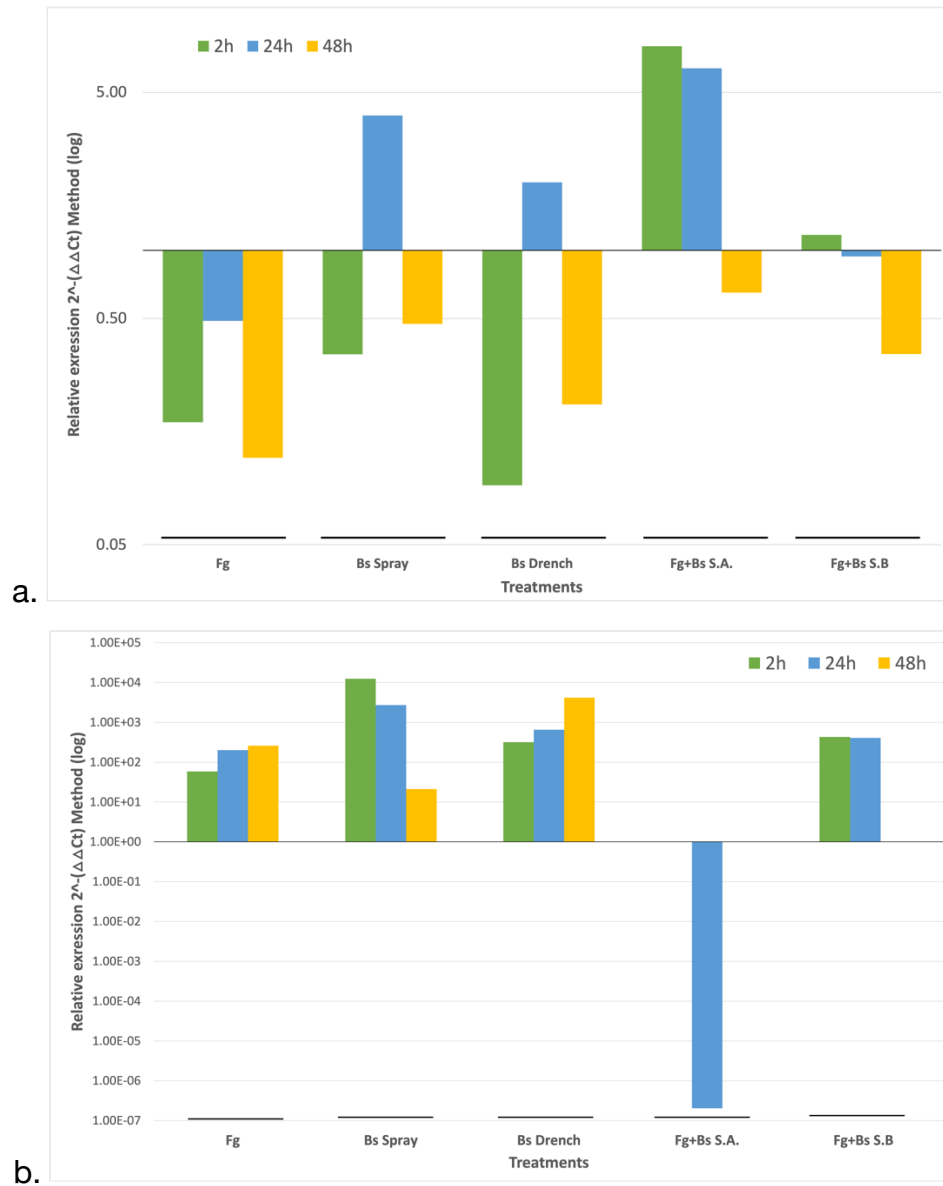 2h 24h 48h
5.00
0.50
0.05
Relative exression 2^-(△△Ct) Method (log)
Fg Bs Spray Bs Drench Fg+Bs S.A. Fg+Bs S.B
Treatments
a.
2h 24h 48h
1.00E+05
1.00E+04
1.00E+03
1.00E+02
1.00E+01
1.00E+00
1.00E-01
1.00E-02
1.00E-03
1.00E-04
1.00E-05
1.00E-06
1.00E-07
Relative exression 2^-(△△Ct) Method (log)
Fg Bs Spray Bs Drench Fg+Bs S.A. Fg+Bs S.B
Treatments
b.